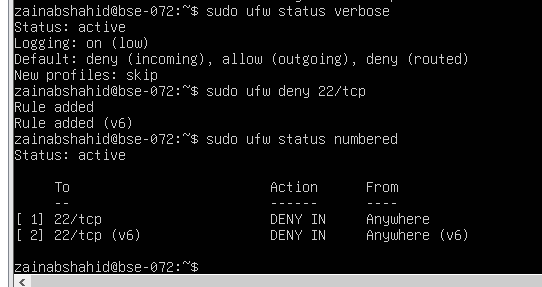 zainabshahid@bse-072:~$ sudo ufw status verbose
Status: active
Logging: on (low)
Default: deny (incoming), allow (outgoing), deny (routed)
New profiles: skip
zainabshahid@bse-072:~$ sudo ufw deny 22/tcp
Rule added
Rule added (v6)
zainabshahid@bse-072:~$ sudo ufw status numbered
Status: active
To Action From
-- ------ ----
[ 1] 22/tcp DENY IN Anywhere
[ 2] 22/tcp (v6) DENY IN Anywhere (v6)
zainabshahid@bse-072:~$